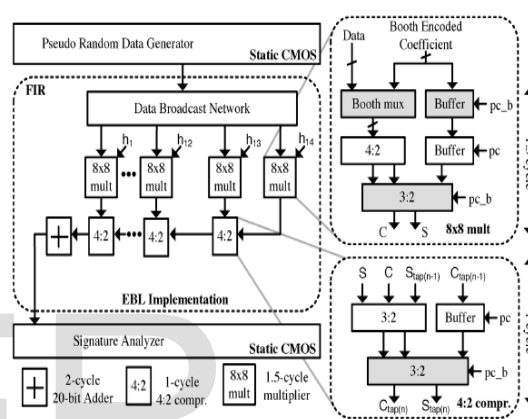 Pseudo Random Data Generator
Static CMOS
FIR
Data Broadcast Network
h1 h12 h13 h14
8x8 mult
8x8 mult
8x8 mult
8x8 mult
+ 4:2 4:2 4:2
EBL Implementation
Signature Analyzer
Static CMOS
+ 2-cycle 20-bit Adder
4:2 1-cycle 4:2 compr.
8x8 mult 1.5-cycle multiplier
Data
Booth Encoded Coefficient
Booth mux
Buffer
pc_b
4:2
Buffer
pc
3:2
pc_b
C S
8x8 mult
S C Stap(n-1) Ctap(n-1)
3:2
Buffer
pc
3:2
pc_b
Ctap(n) Stap(n)
4:2 compr.